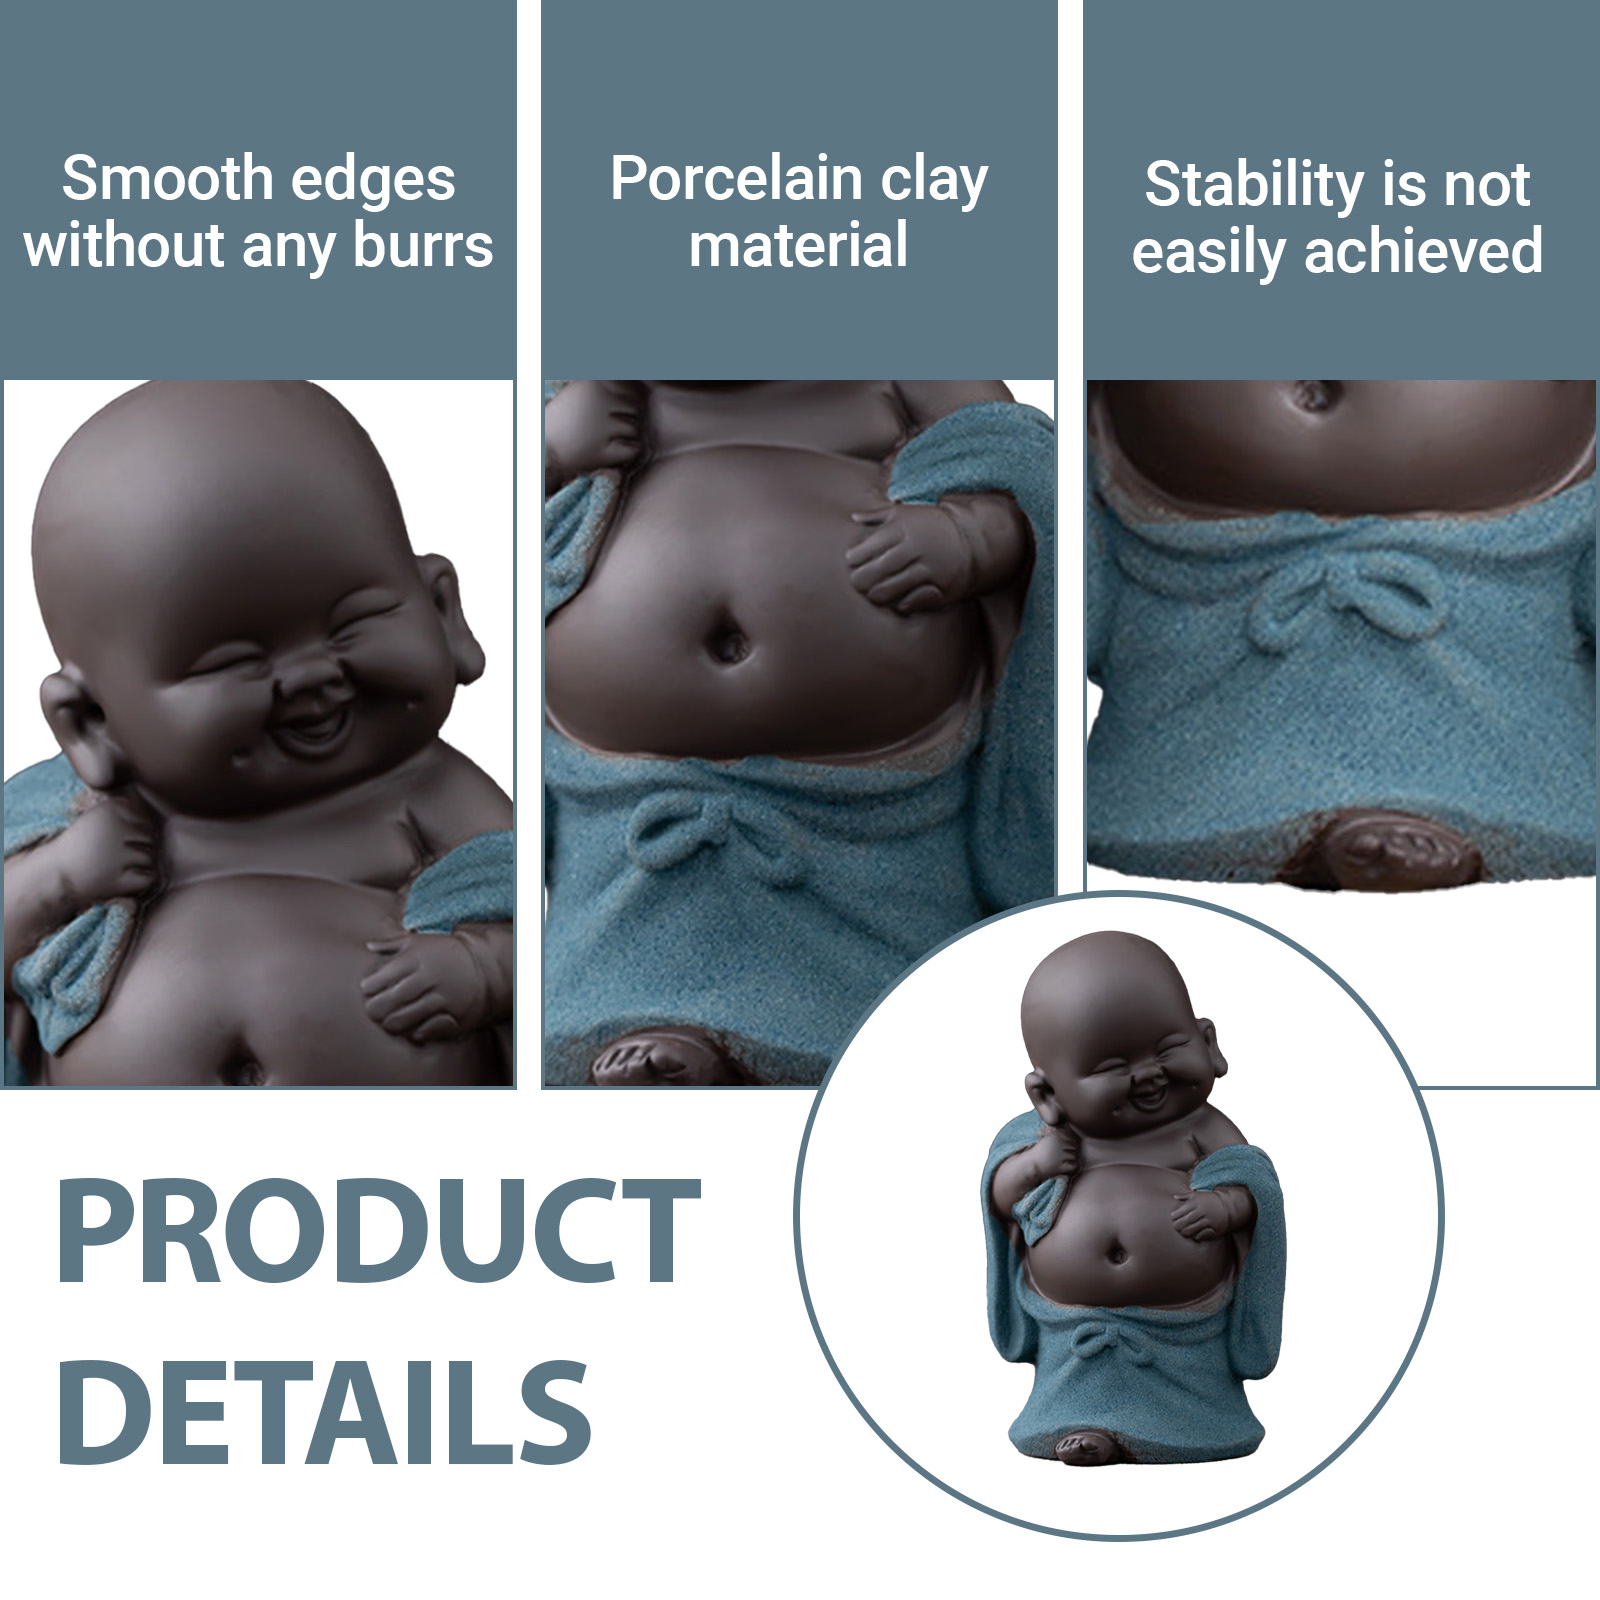 Smooth edges
without any burrs
Porcelain clay
material
Stability is not
easily achieved
PRODUCT
DETAILS